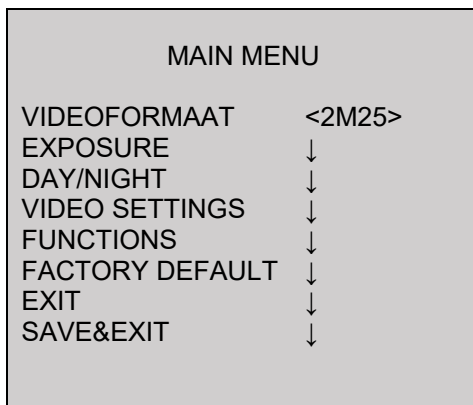 MAIN MENU
VIDEOFORMAAT <2M25>
EXPOSURE ↓
DAY/NIGHT ↓
VIDEO SETTINGS ↓
FUNCTIONS ↓
FACTORY DEFAULT ↓
EXIT ↓
SAVE&EXIT ↓